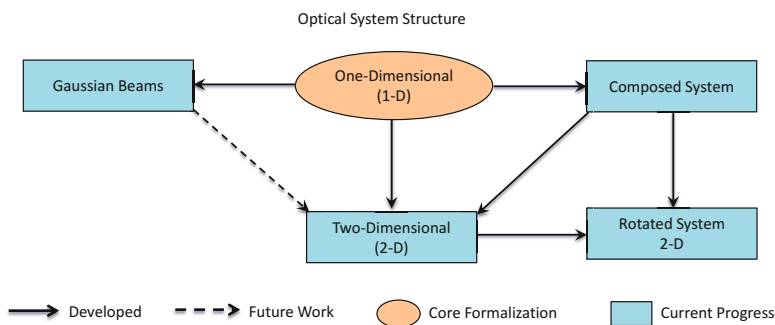 Optical System Structure
Gaussian Beams
One-Dimensional
(1-D)
Composed System
Two-Dimensional
(2-D)
Rotated System
2-D
Developed
Future Work
Core Formalization
Current Progress